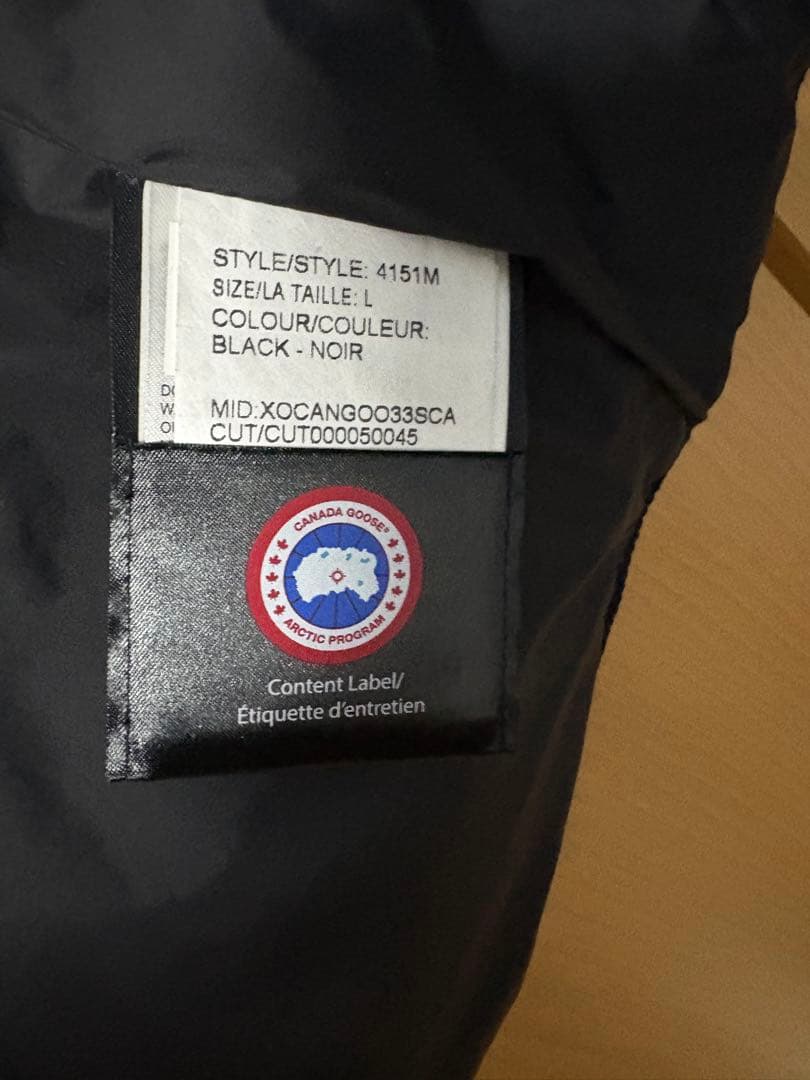 STYLE/STYLE: 4151M
SIZE/LA TAILLE: L
COLOUR/COULEUR:
BLACK - NOIR
MID:XOCANGOO33SCA
CUT/CUT000050045
CANADA GOOSE®
ARCTIC PROGRAM
Content Label/
Étiquette d'entretien